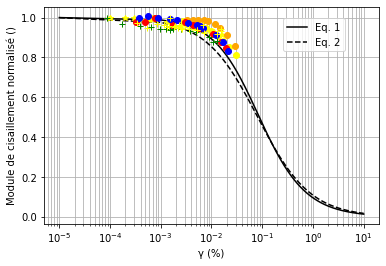 Module de cisaillement normalisé ()
1.0
0.8
0.6
0.4
0.2
0.0
Eq. 1
Eq. 2
10⁻⁵ 10⁻⁴ 10⁻³ 10⁻² 10⁻¹ 10⁰ 10¹
γ (%)